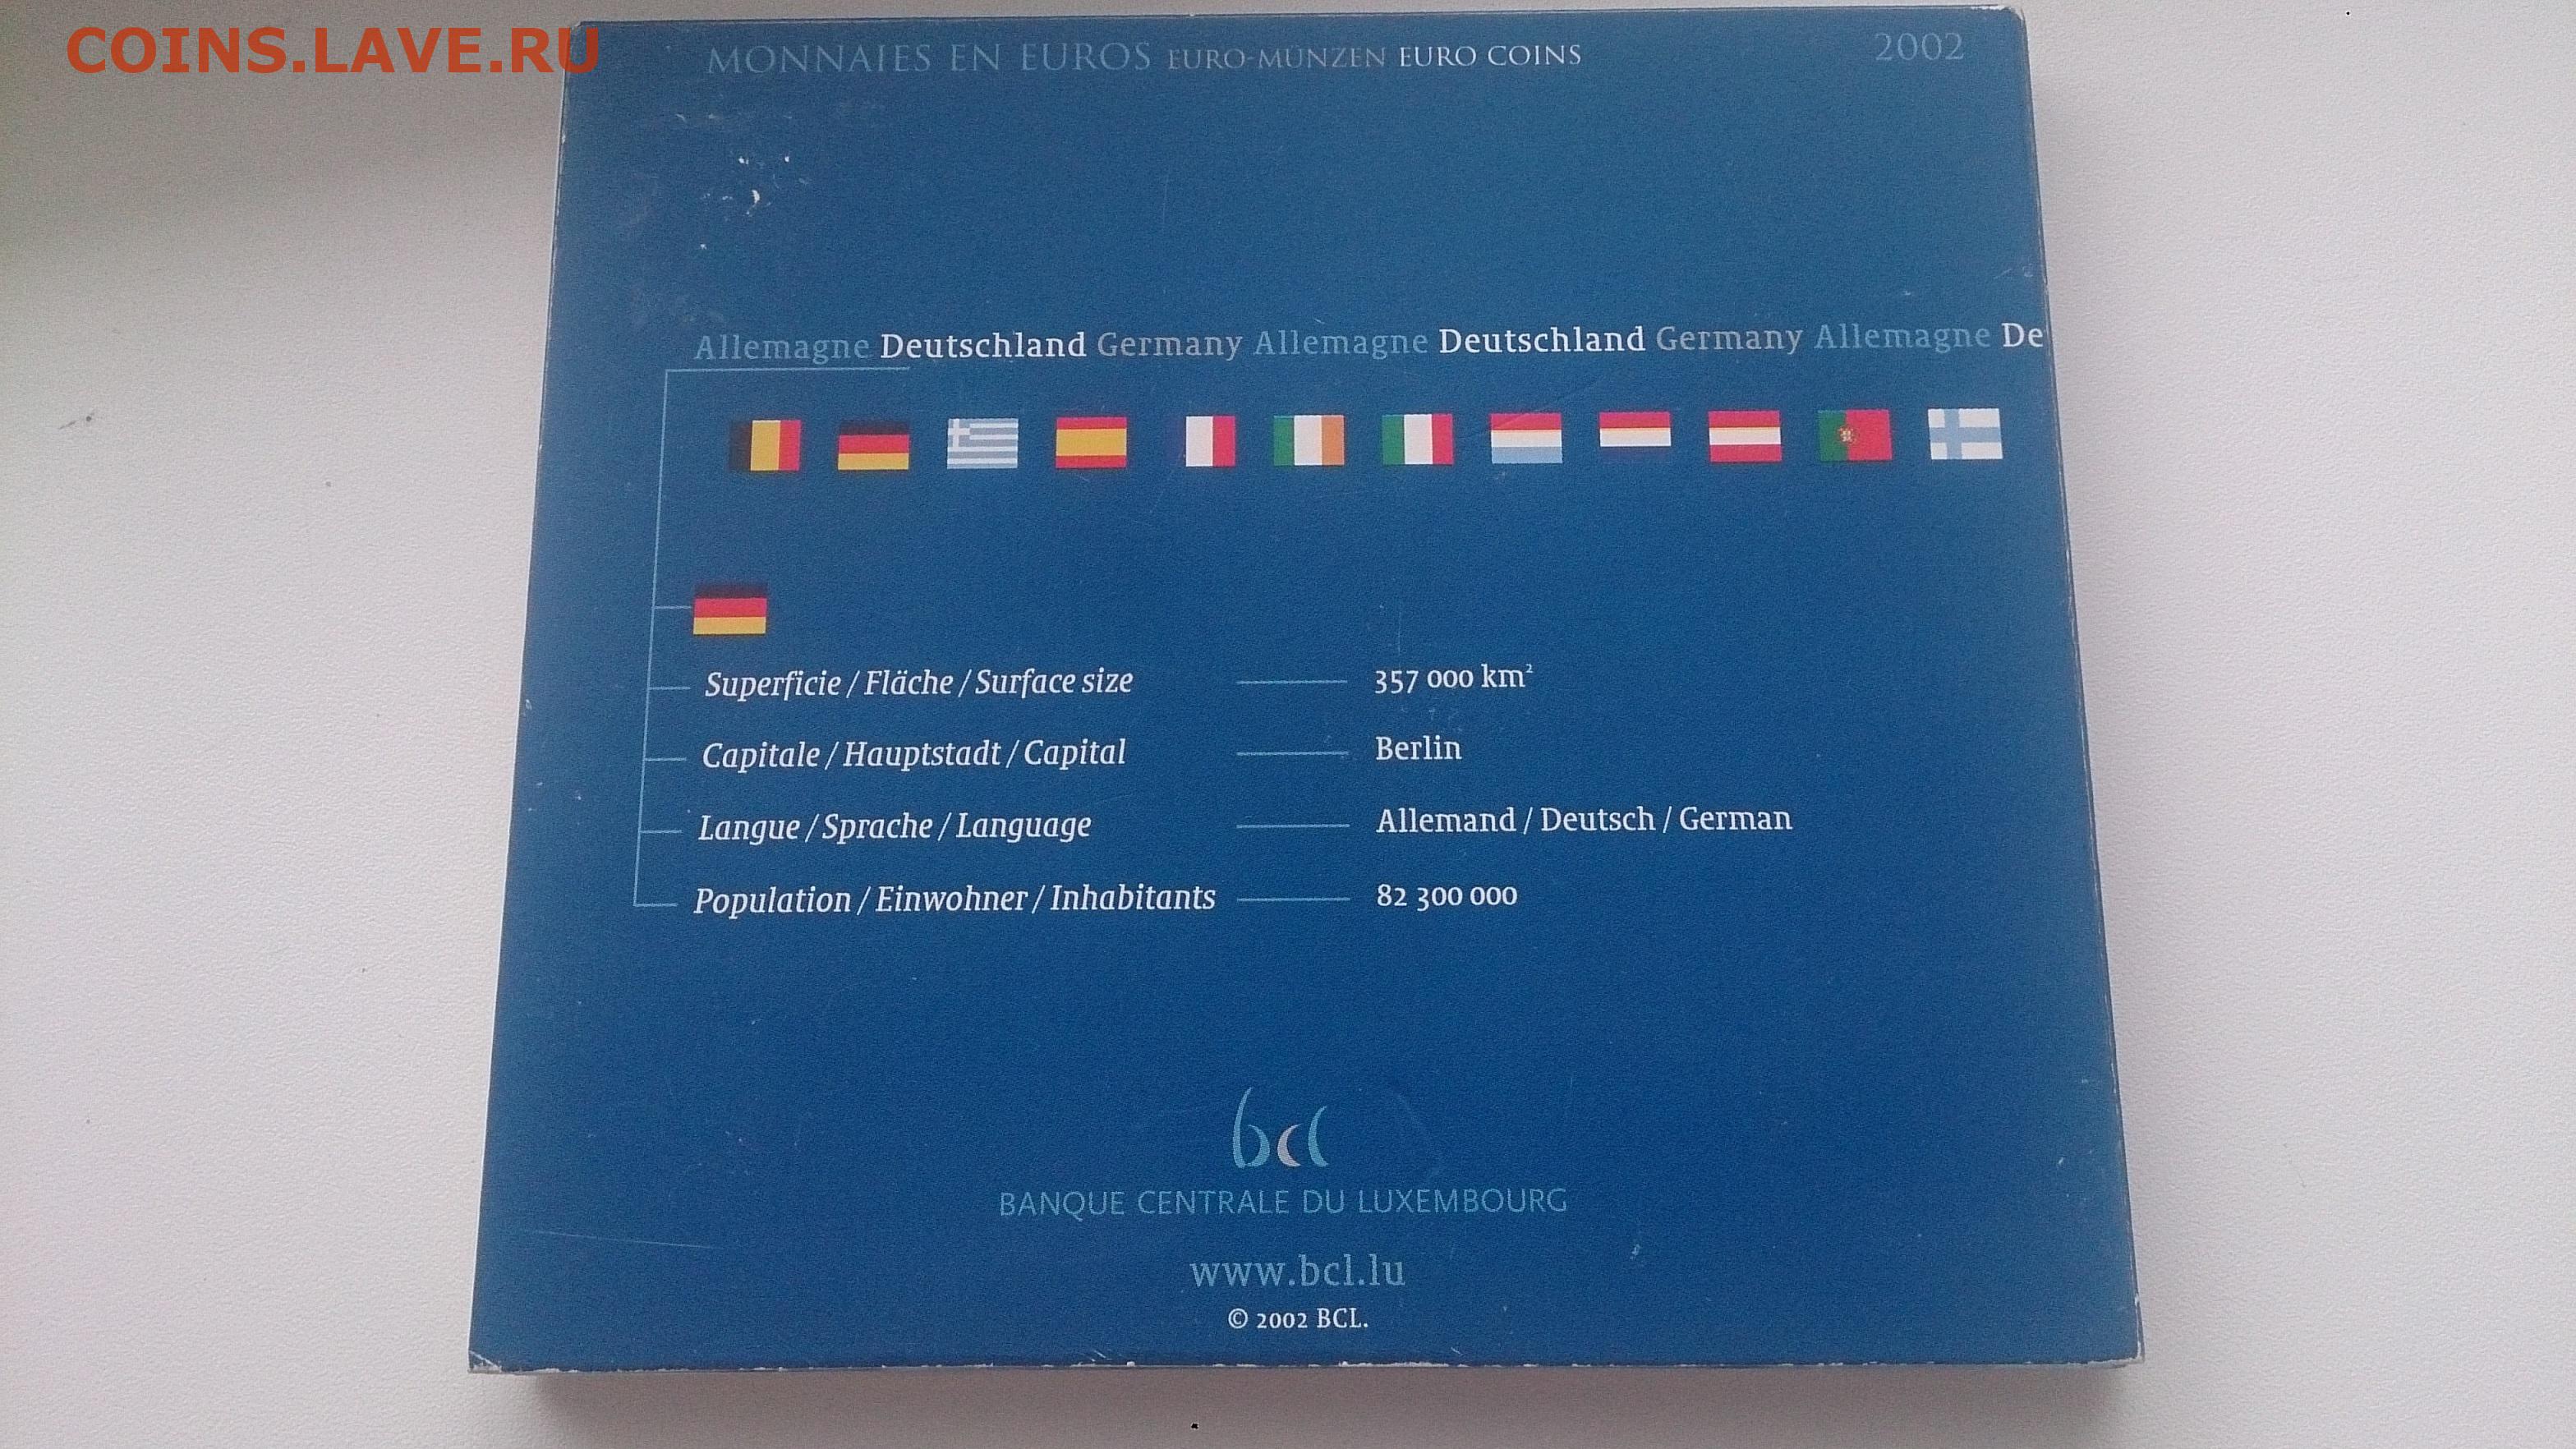 COINS.LAVE.RU
MONNAIES EN EUROS EURO-MÜNZEN EURO COINS 2002
Allemagne Deutschland Germany Allemagne Deutschland Germany Allemagne De
Superficie / Fläche / Surface size 357 000 km²
Capitale / Hauptstadt / Capital Berlin
Langue / Sprache / Language Allemand / Deutsch / German
Population / Einwohner / Inhabitants 82 300 000
bcl
BANQUE CENTRALE DU LUXEMBOURG
www.bcl.lu
© 2002 BCL.